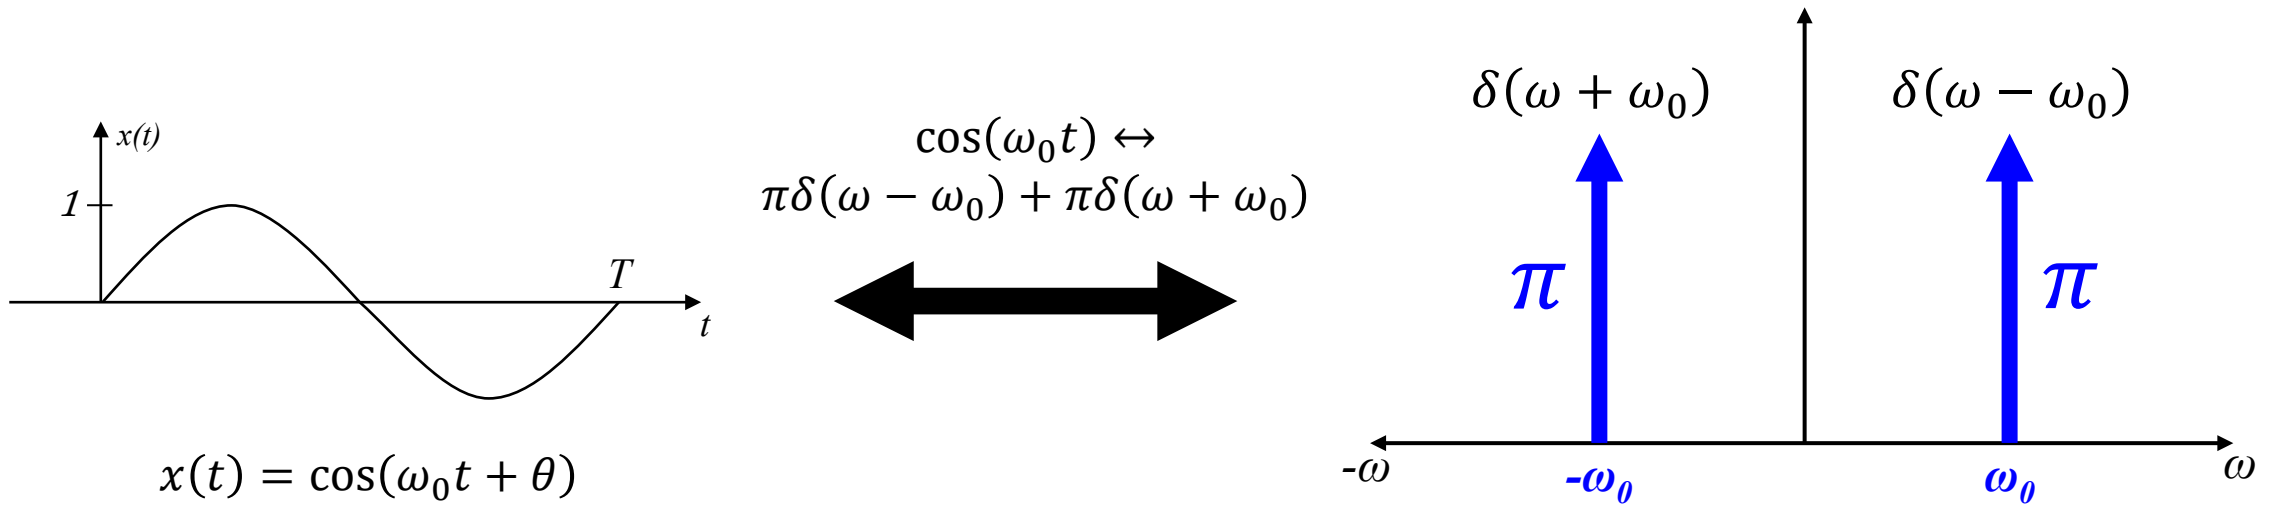 x(t)
1
T
t
x(t) = cos(ω₀t + θ)
cos(ω₀t) ↔
πδ(ω − ω₀) + πδ(ω + ω₀)
δ(ω + ω₀)
δ(ω − ω₀)
π
π
-ω
-ω₀
ω₀
ω